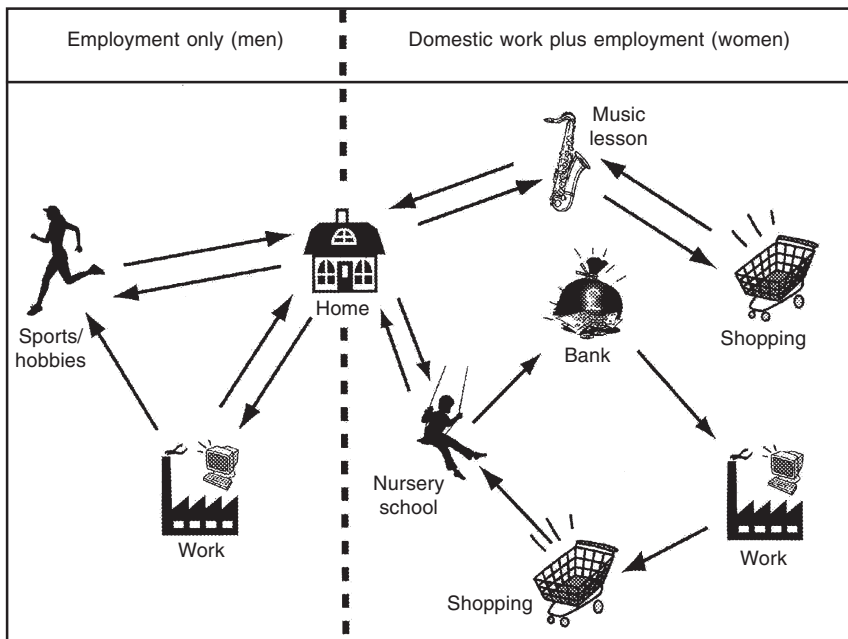 Employment only (men)
Domestic work plus employment (women)
Music
lesson
Home
Sports/
hobbies
Shopping
Bank
Nursery
school
Work
Work
Shopping